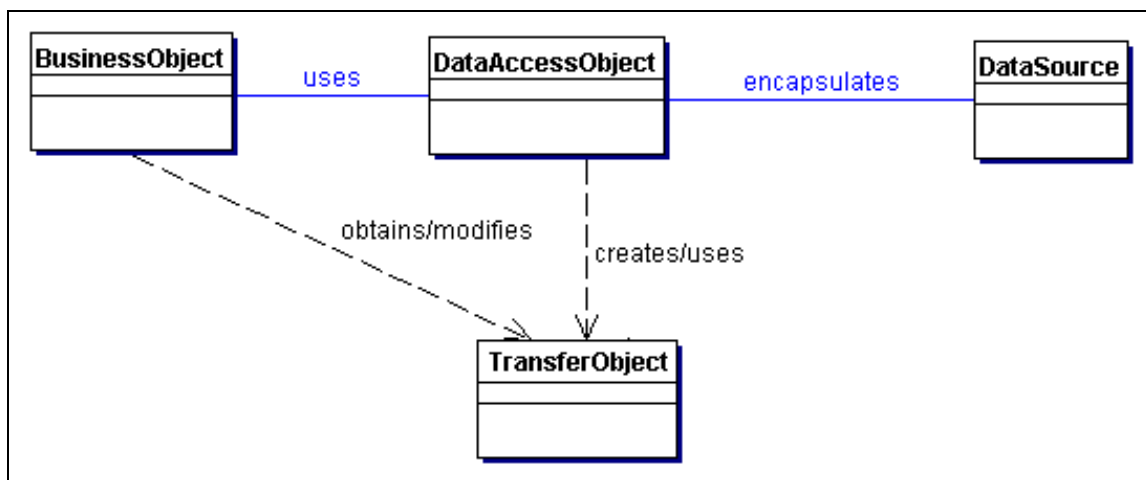 BusinessObject
uses
DataAccessObject
encapsulates
DataSource
obtains/modifies
creates/uses
TransferObject